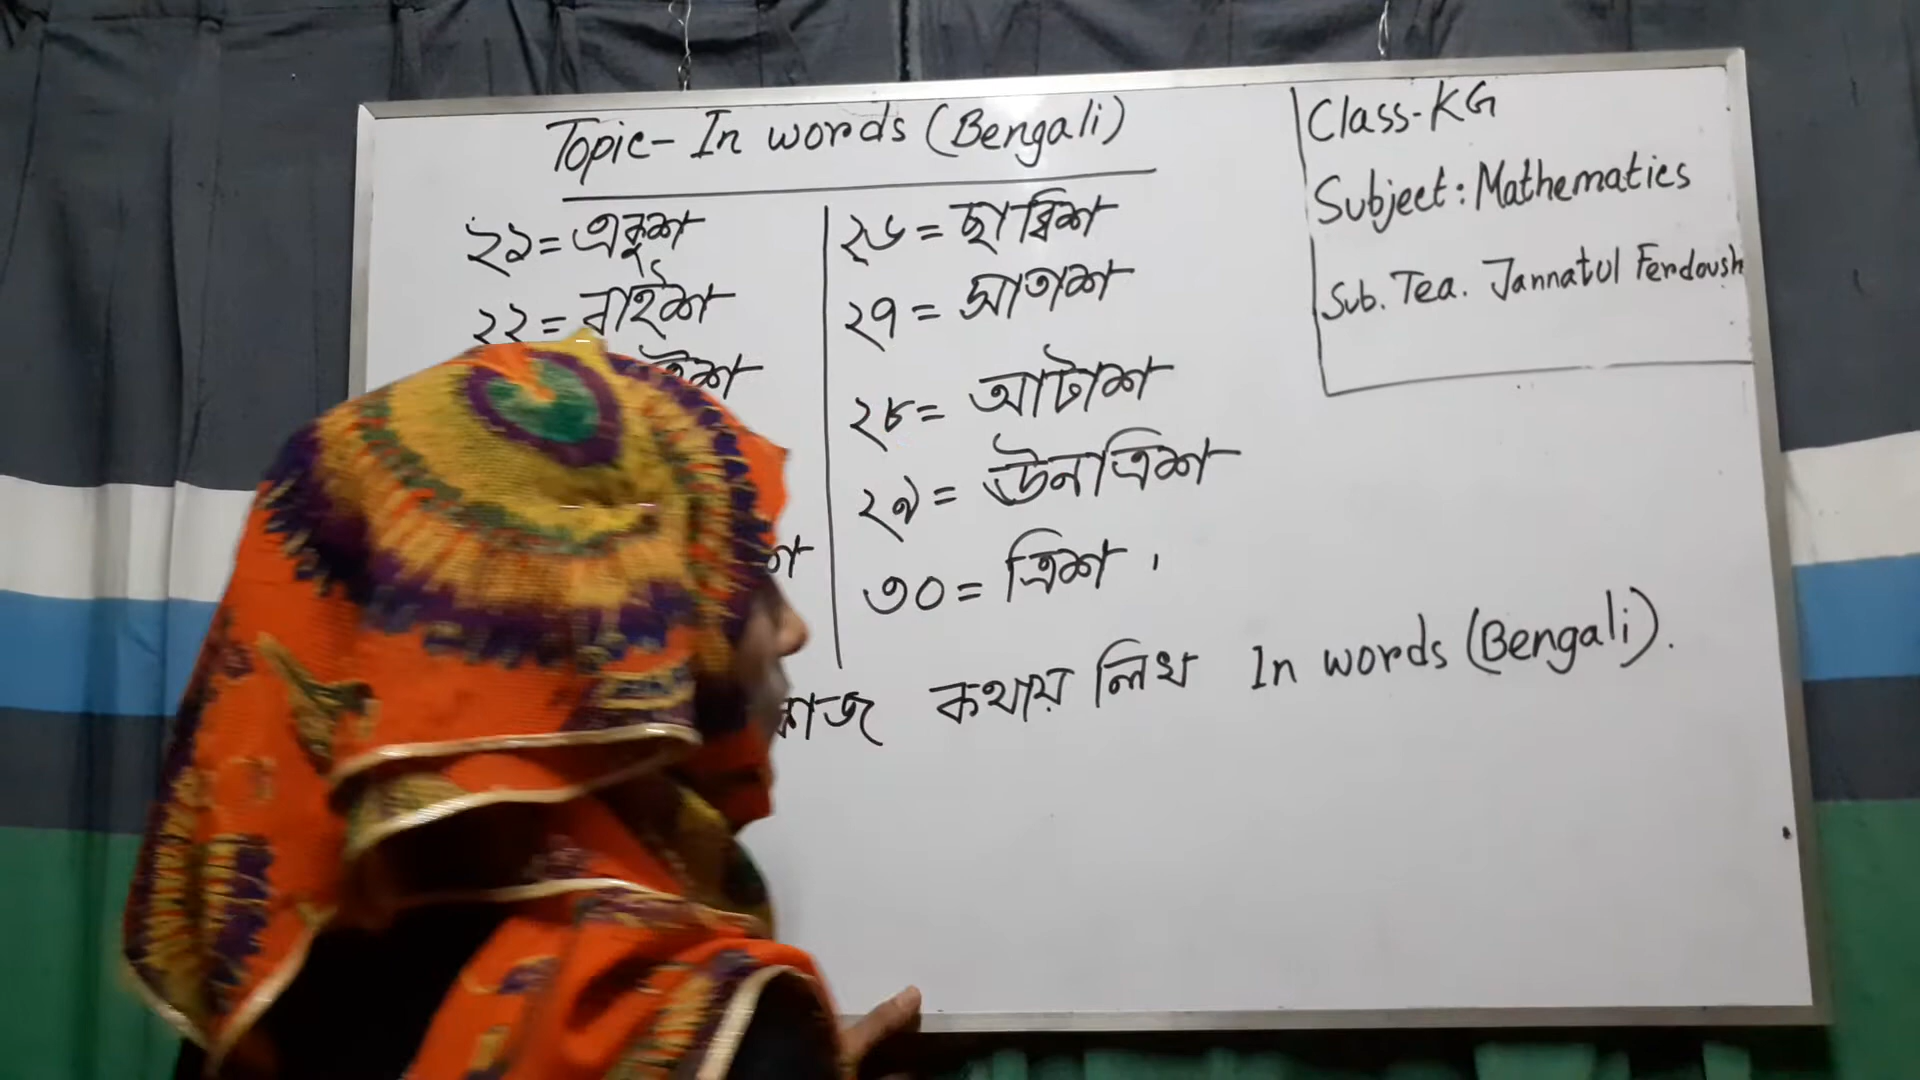 Topic- In words (Bengali)
২১= একুশ
২২= বাইশ
২৬= ছাব্বিশ
২৭= সাতাশ
২৮= আটাশ
২৯= ঊনত্রিশ
৩০= ত্রিশ ,
কাজ কথায় লিখ In words (Bengali).
Class-KG
Subject: Mathematics
Sub. Tea. Jannatul Ferdoush